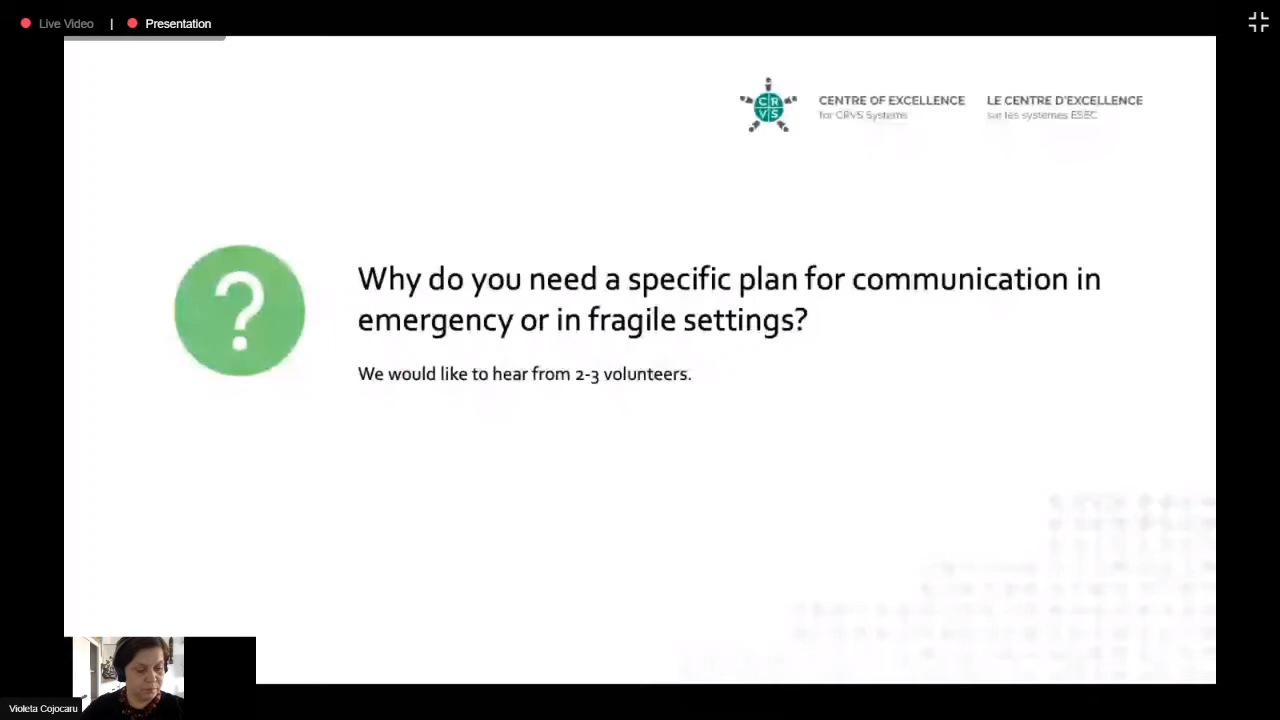 Live Video | Presentation
CRVS
CENTRE OF EXCELLENCE
for CRVS Systems
LE CENTRE D'EXCELLENCE
sur les systèmes ESEC
?
Why do you need a specific plan for communication in
emergency or in fragile settings?
We would like to hear from 2-3 volunteers.
Violeta Cojocaru